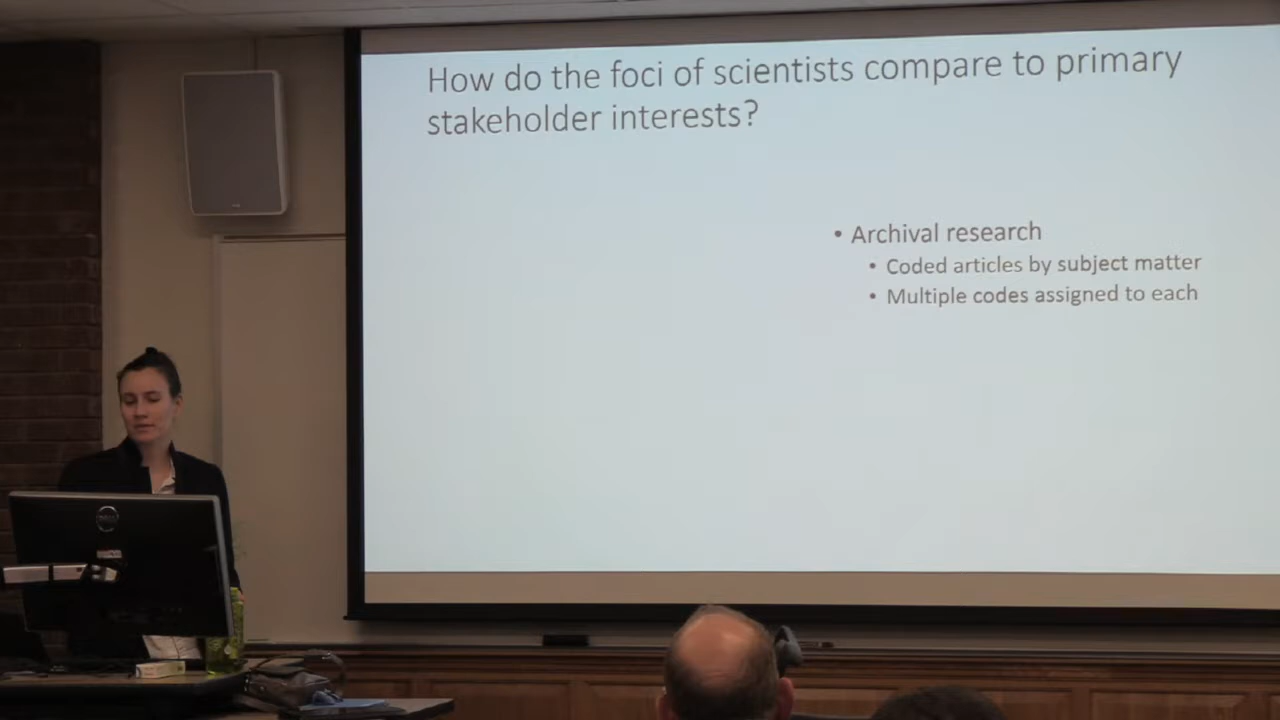 How do the foci of scientists compare to primary
stakeholder interests?
• Archival research
• Coded articles by subject matter
• Multiple codes assigned to each
DELL